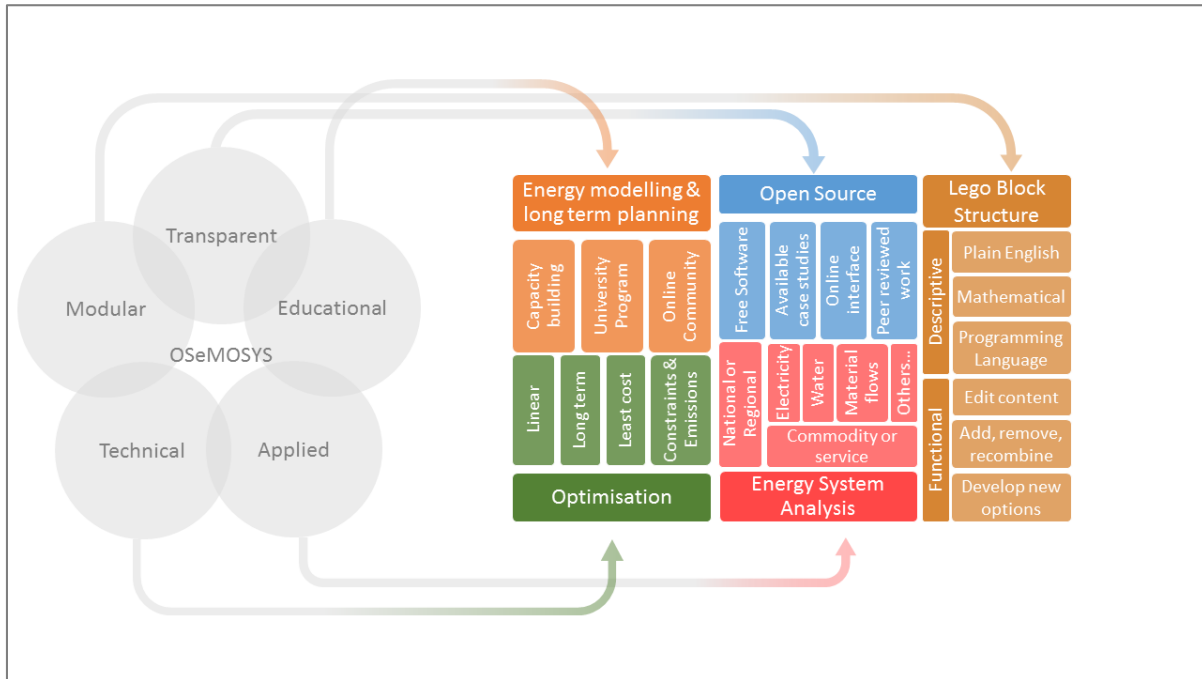 Transparent
Modular
Educational
OSeMOSYS
Technical
Applied
Energy modelling &
long term planning
Capacity
building
University
Program
Online
Community
Linear
Long term
Least cost
Constraints &
Emissions
Optimisation
Open Source
Free Software
Available
case studies
Online
interface
Peer reviewed
work
National or
Regional
Electricity
Water
Material
flows
Others...
Commodity or
service
Energy System
Analysis
Lego Block
Structure
Descriptive
Plain English
Mathematical
Programming
Language
Functional
Edit content
Add, remove,
recombine
Develop new
options